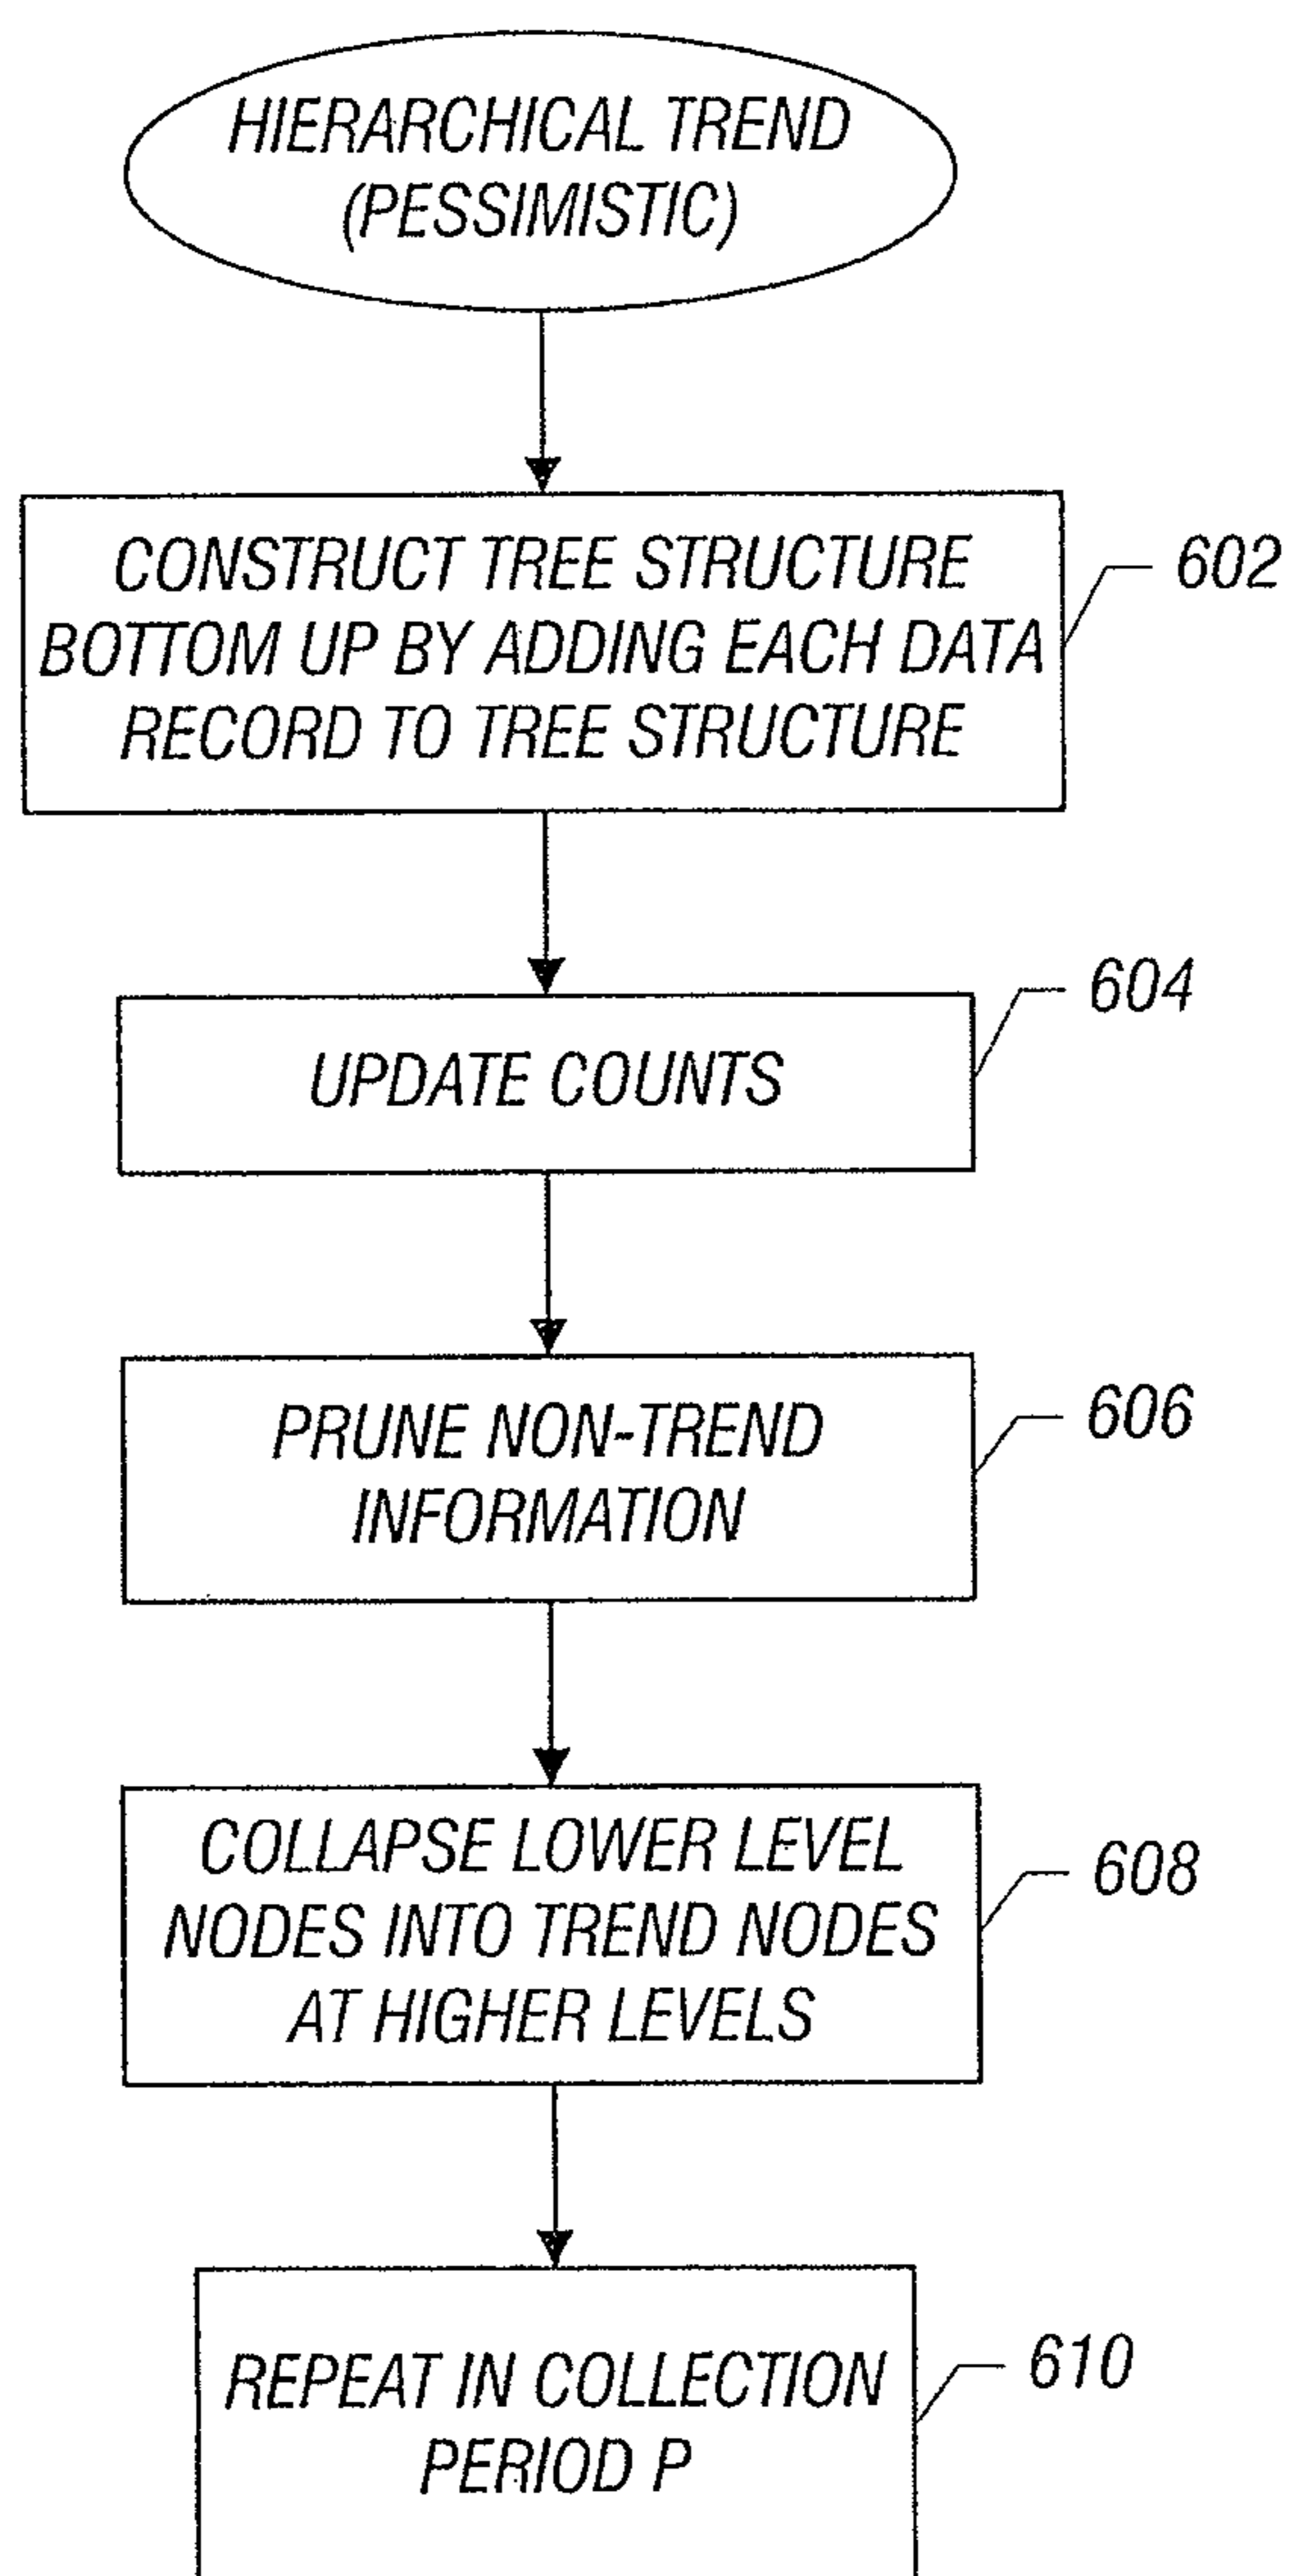 HIERARCHICAL TREND
(PESSIMISTIC)
CONSTRUCT TREE STRUCTURE
BOTTOM UP BY ADDING EACH DATA
RECORD TO TREE STRUCTURE
602
UPDATE COUNTS
604
PRUNE NON-TREND
INFORMATION
606
COLLAPSE LOWER LEVEL
NODES INTO TREND NODES
AT HIGHER LEVELS
608
REPEAT IN COLLECTION
PERIOD P
610